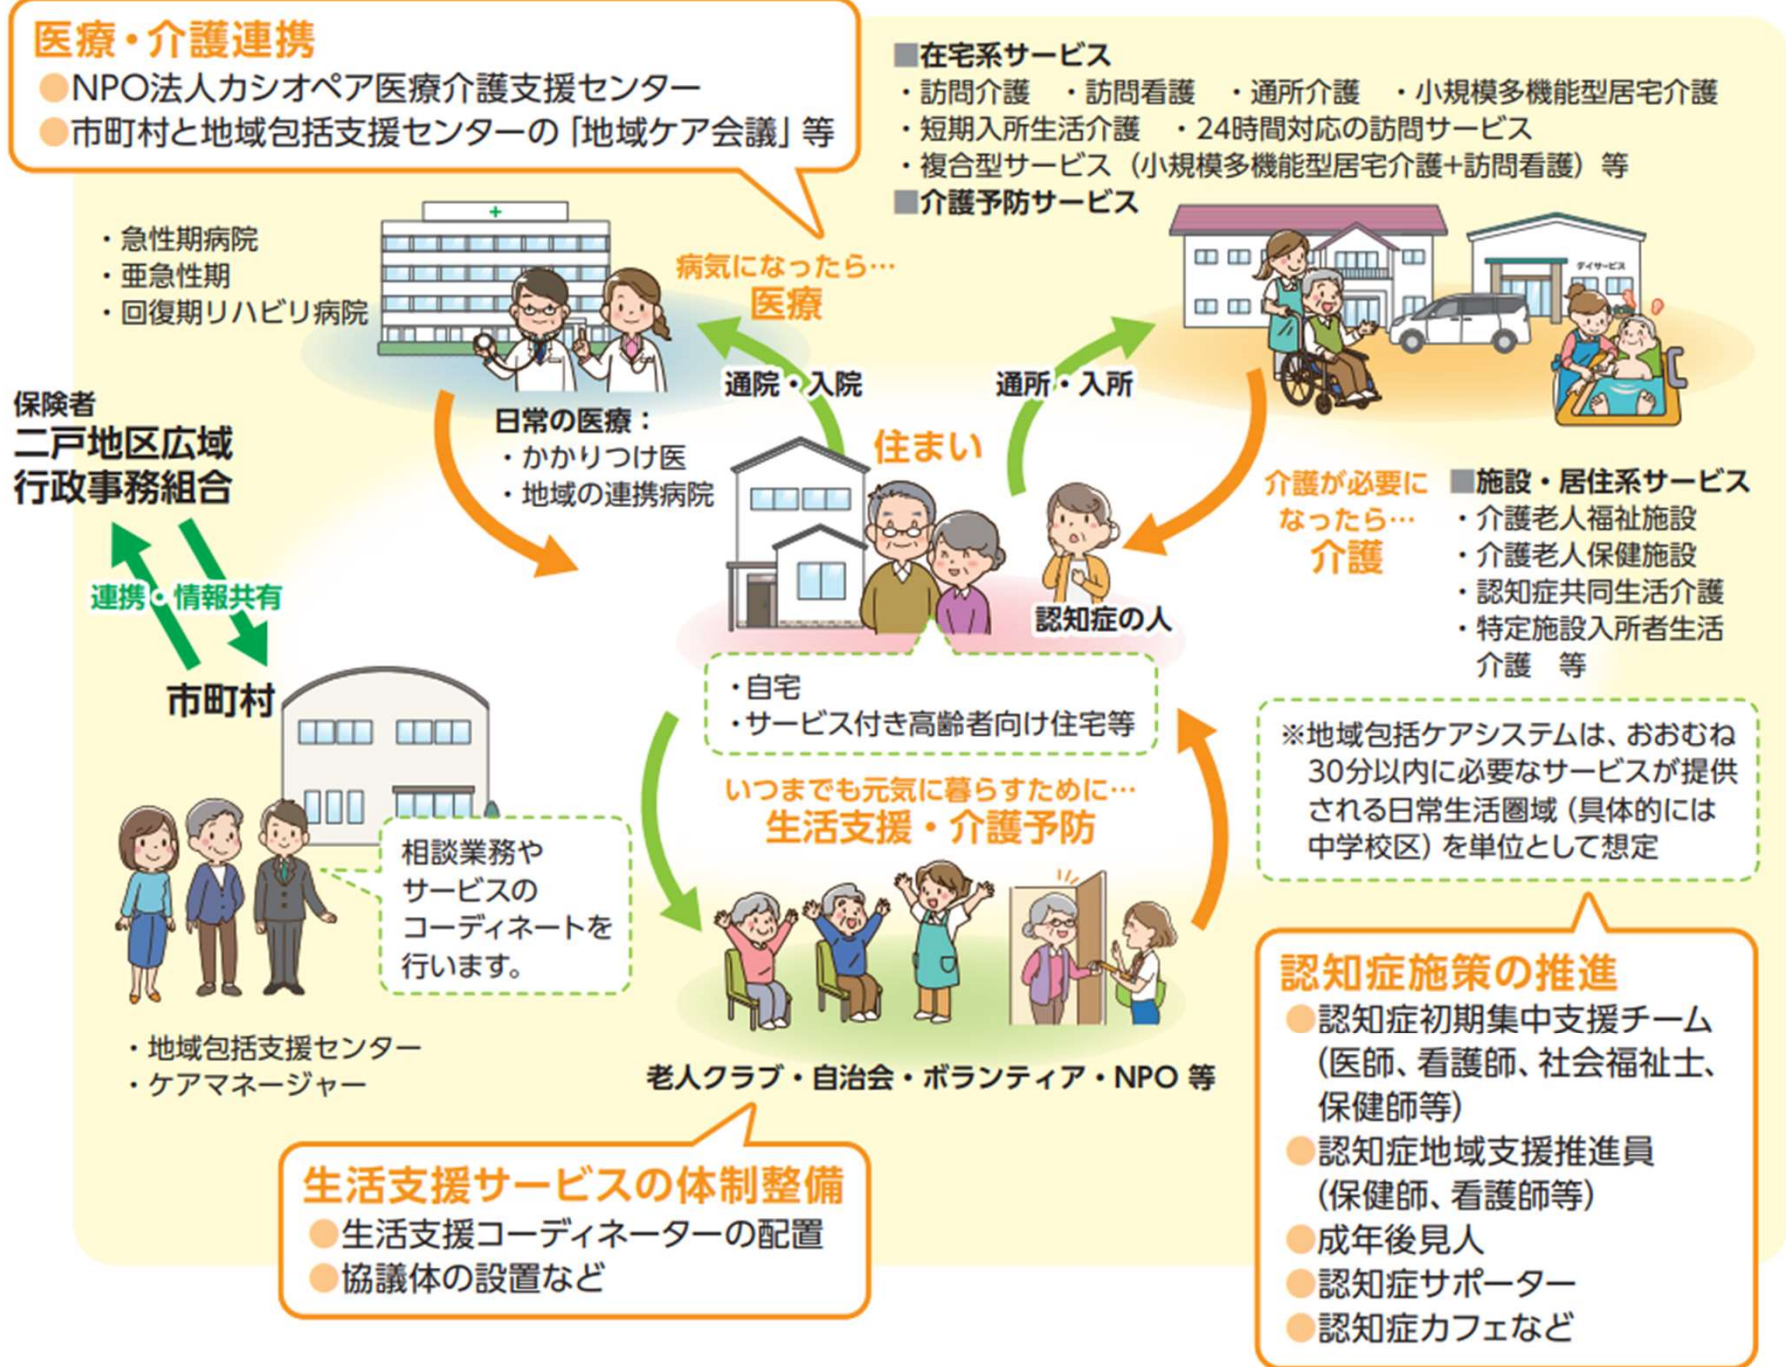 医療・介護連携
●NPO法人カシオペア医療介護支援センター
●市町村と地域包括支援センターの「地域ケア会議」等
■在宅系サービス
・訪問介護　・訪問看護　・通所介護　・小規模多機能型居宅介護
・短期入所生活介護　・24時間対応の訪問サービス
・複合型サービス（小規模多機能型居宅介護+訪問看護）等
■介護予防サービス
・急性期病院
・亜急性期
・回復期リハビリ病院
病気になったら…
医療
デイサービス
通院・入院
通所・入所
日常の医療：
・かかりつけ医
・地域の連携病院
保険者
二戸地区広域
行政事務組合
連携・情報共有
市町村
住まい
認知症の人
介護が必要に
なったら…
介護
■施設・居住系サービス
・介護老人福祉施設
・介護老人保健施設
・認知症共同生活介護
・特定施設入所者生活
介護　等
・自宅
・サービス付き高齢者向け住宅等
※地域包括ケアシステムは、おおむね
30分以内に必要なサービスが提供
される日常生活圏域（具体的には
中学校区）を単位として想定
いつまでも元気に暮らすために…
生活支援・介護予防
相談業務や
サービスの
コーディネートを
行います。
・地域包括支援センター
・ケアマネージャー
老人クラブ・自治会・ボランティア・NPO 等
生活支援サービスの体制整備
●生活支援コーディネーターの配置
●協議体の設置など
認知症施策の推進
●認知症初期集中支援チーム
(医師、看護師、社会福祉士、
保健師等)
●認知症地域支援推進員
(保健師、看護師等)
●成年後見人
●認知症サポーター
●認知症カフェなど